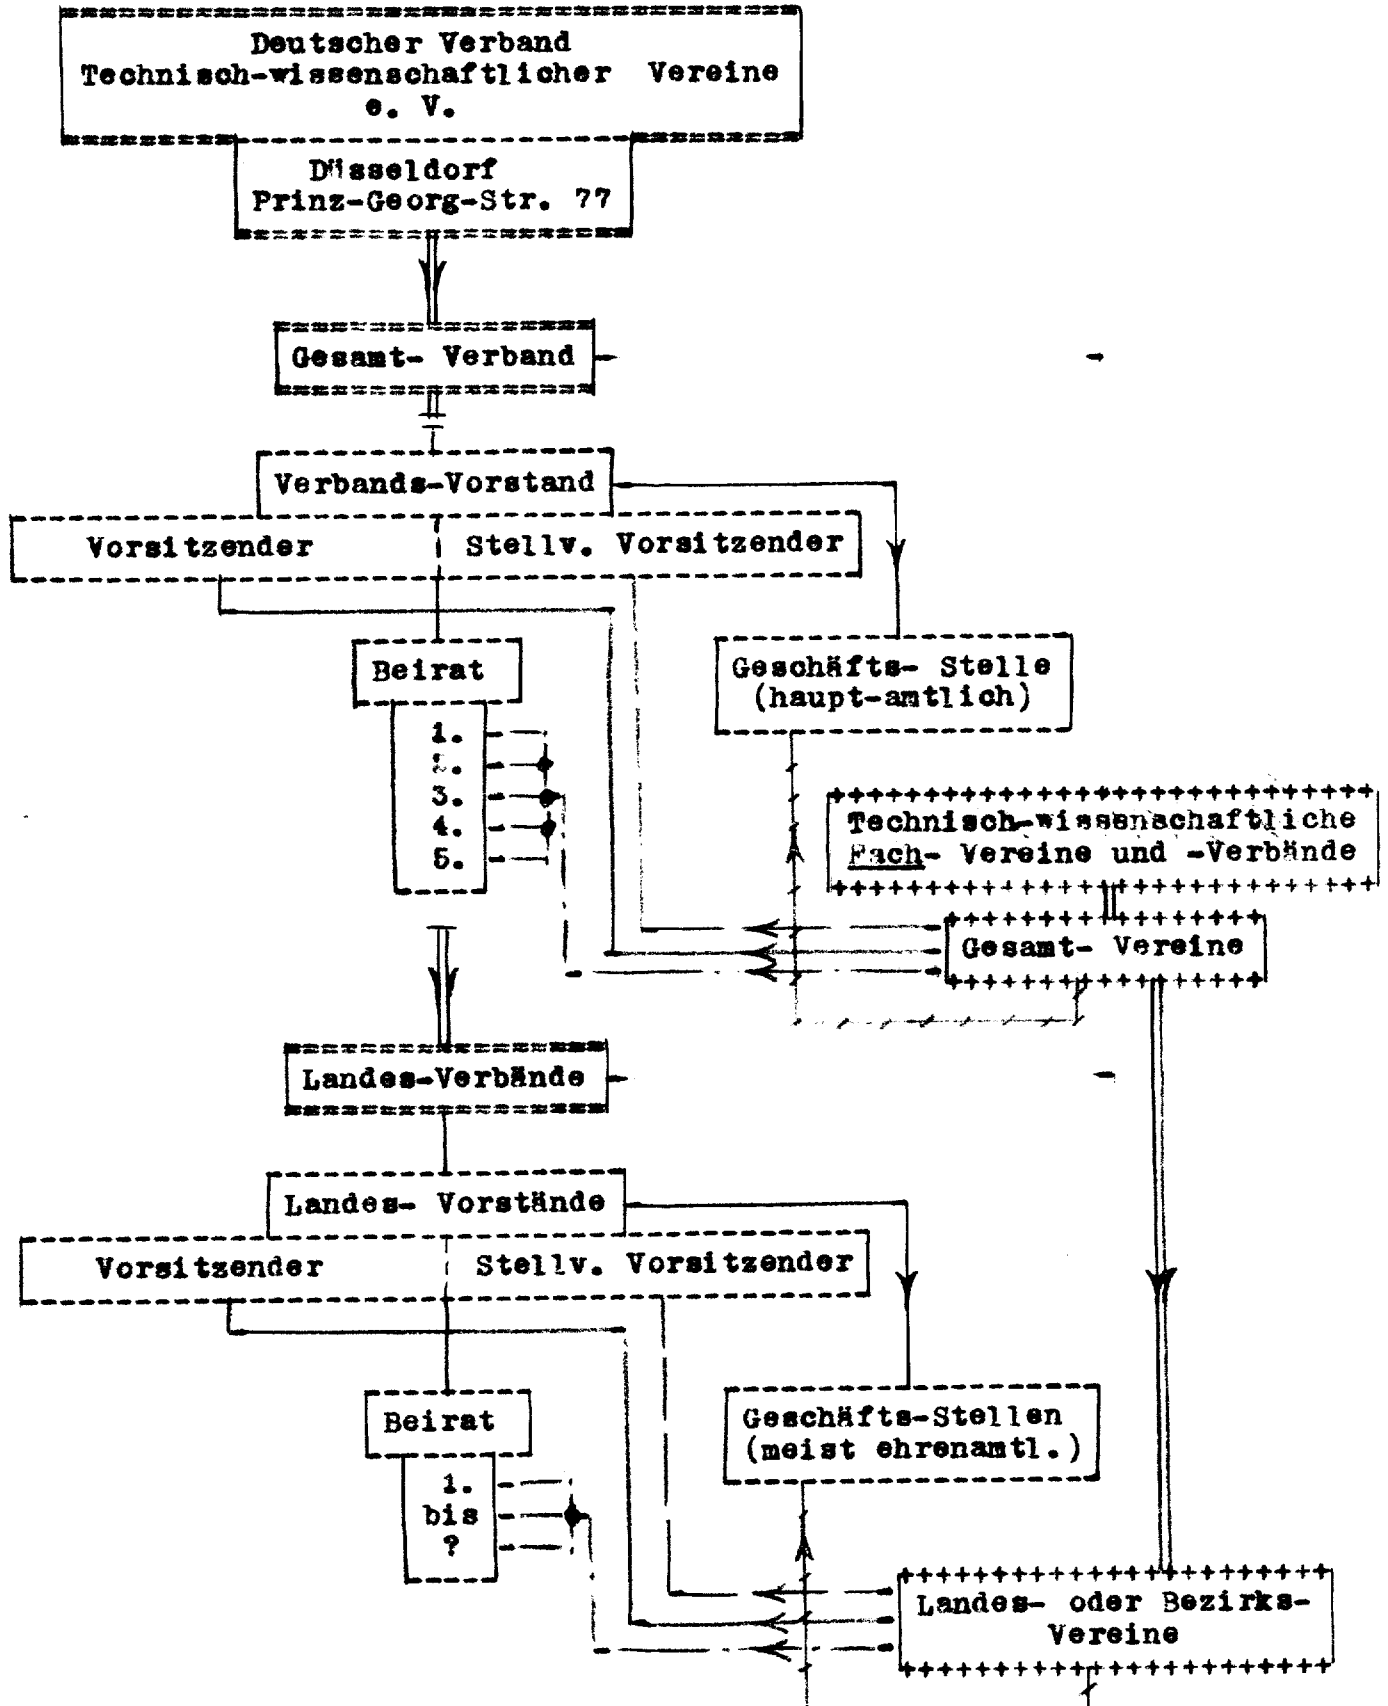 Deutscher Verband
Technisch-wissenschaftlicher Vereine
e. V.
Düsseldorf
Prinz-Georg-Str. 77
Gesamt- Verband
Verbands-Vorstand
Vorsitzender
Stellv. Vorsitzender
Beirat
1.
2.
3.
4.
5.
Geschäfts- Stelle
(haupt-amtlich)
Technisch-wissenschaftliche
Fach- Vereine und -Verbände
Gesamt- Vereine
Landes-Verbände
Landes- Vorstände
Vorsitzender
Stellv. Vorsitzender
Beirat
1.
bis
?
Geschäfts-Stellen
(meist ehrenamtl.)
Landes- oder Bezirks-
Vereine